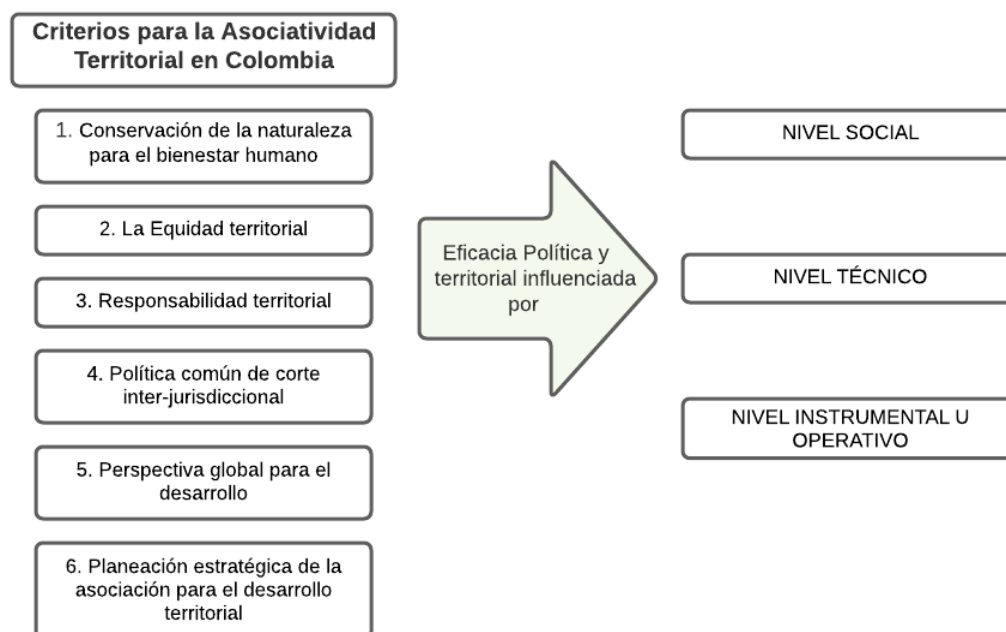 Criterios para la Asociatividad
Territorial en Colombia
1. Conservación de la naturaleza
para el bienestar humano
2. La Equidad territorial
3. Responsabilidad territorial
4. Política común de corte
inter-jurisdiccional
5. Perspectiva global para el
desarrollo
6. Planeación estratégica de la
asociación para el desarrollo
territorial
Eficacia Política y
territorial influenciada
por
NIVEL SOCIAL
NIVEL TÉCNICO
NIVEL INSTRUMENTAL U
OPERATIVO